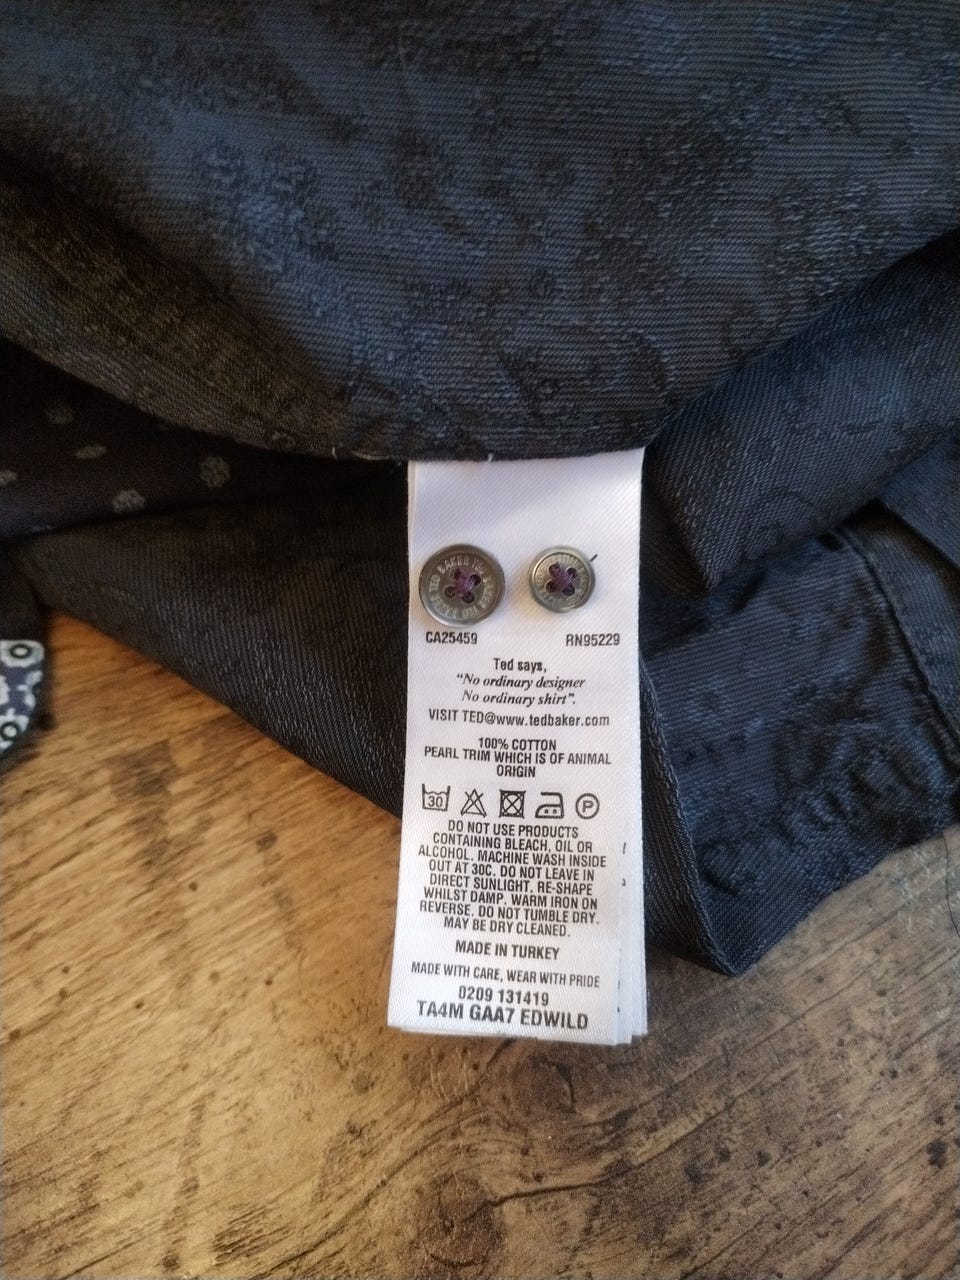 TED BAKER
CA25459 RN95229
Ted says,
"No ordinary designer
No ordinary shirt".
VISIT TED@www.tedbaker.com
100% COTTON
PEARL TRIM WHICH IS OF ANIMAL
ORIGIN
30 P
DO NOT USE PRODUCTS
CONTAINING BLEACH, OIL OR
ALCOHOL. MACHINE WASH INSIDE
OUT AT 30C. DO NOT LEAVE IN
DIRECT SUNLIGHT. RE-SHAPE
WHILST DAMP. WARM IRON ON
REVERSE. DO NOT TUMBLE DRY.
MAY BE DRY CLEANED.
MADE IN TURKEY
MADE WITH CARE, WEAR WITH PRIDE
0209 131419
TA4M GAA7 EDWILD